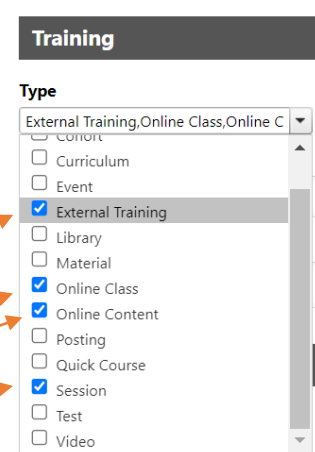 Training
Type
External Training,Online Class,Online C
Cohort
Curriculum
Event
External Training
Library
Material
Online Class
Online Content
Posting
Quick Course
Session
Test
Video